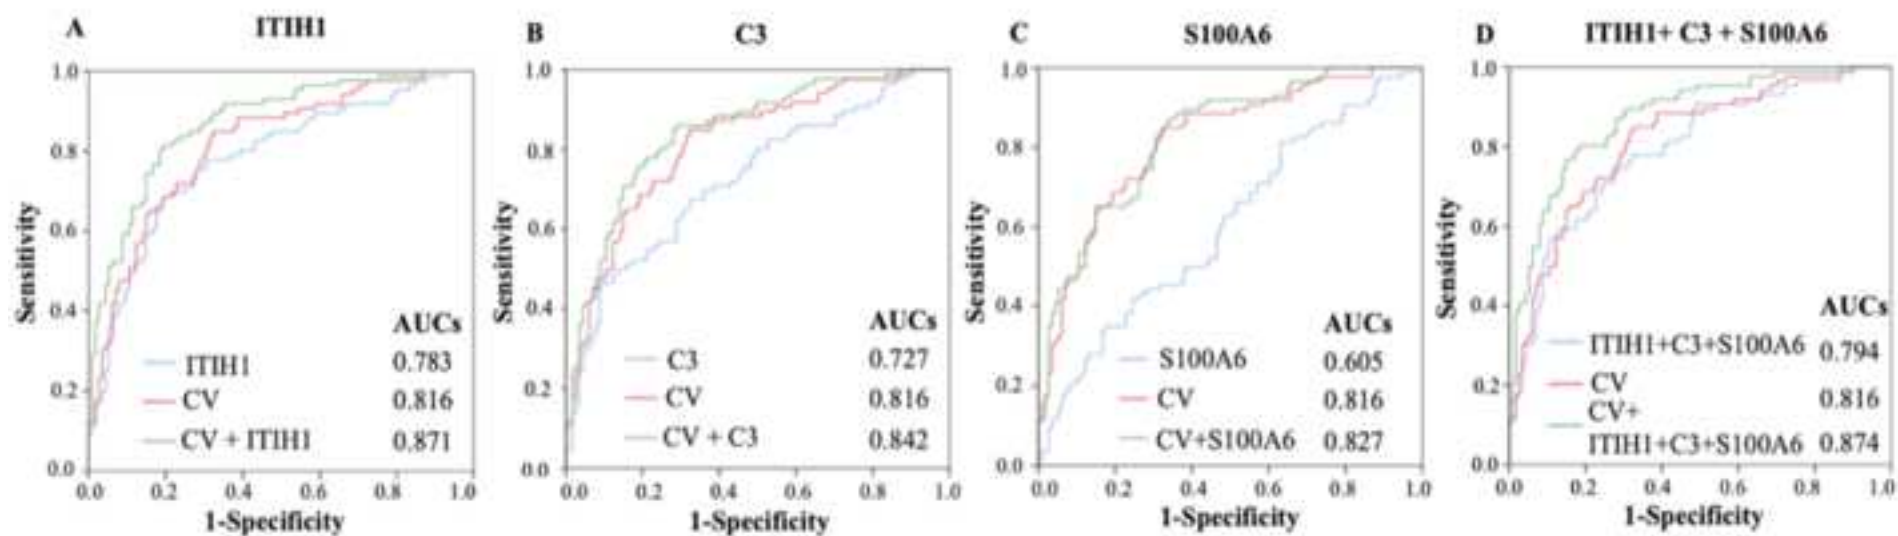 A ITIH1
1.0
0.8
0.6
0.4
0.2
0.0
Sensitivity
AUCs
ITIH1 0.783
CV 0.816
CV + ITIH1 0.871
0.0 0.2 0.4 0.6 0.8 1.0
1-Specificity
B C3
1.0
0.8
0.6
0.4
0.2
0.0
Sensitivity
AUCs
C3 0.727
CV 0.816
CV + C3 0.842
0.0 0.2 0.4 0.6 0.8 1.0
1-Specificity
C S100A6
1.0
0.8
0.6
0.4
0.2
0.0
Sensitivity
AUCs
S100A6 0.605
CV 0.816
CV+S100A6 0.827
0.0 0.2 0.4 0.6 0.8 1.0
1-Specificity
D ITIH1+ C3 + S100A6
1.0
0.8
0.6
0.4
0.2
0.0
Sensitivity
AUCs
ITIH1+C3+S100A6 0.794
CV 0.816
CV+
ITIH1+C3+S100A6 0.874
0.0 0.2 0.4 0.6 0.8 1.0
1-Specificity